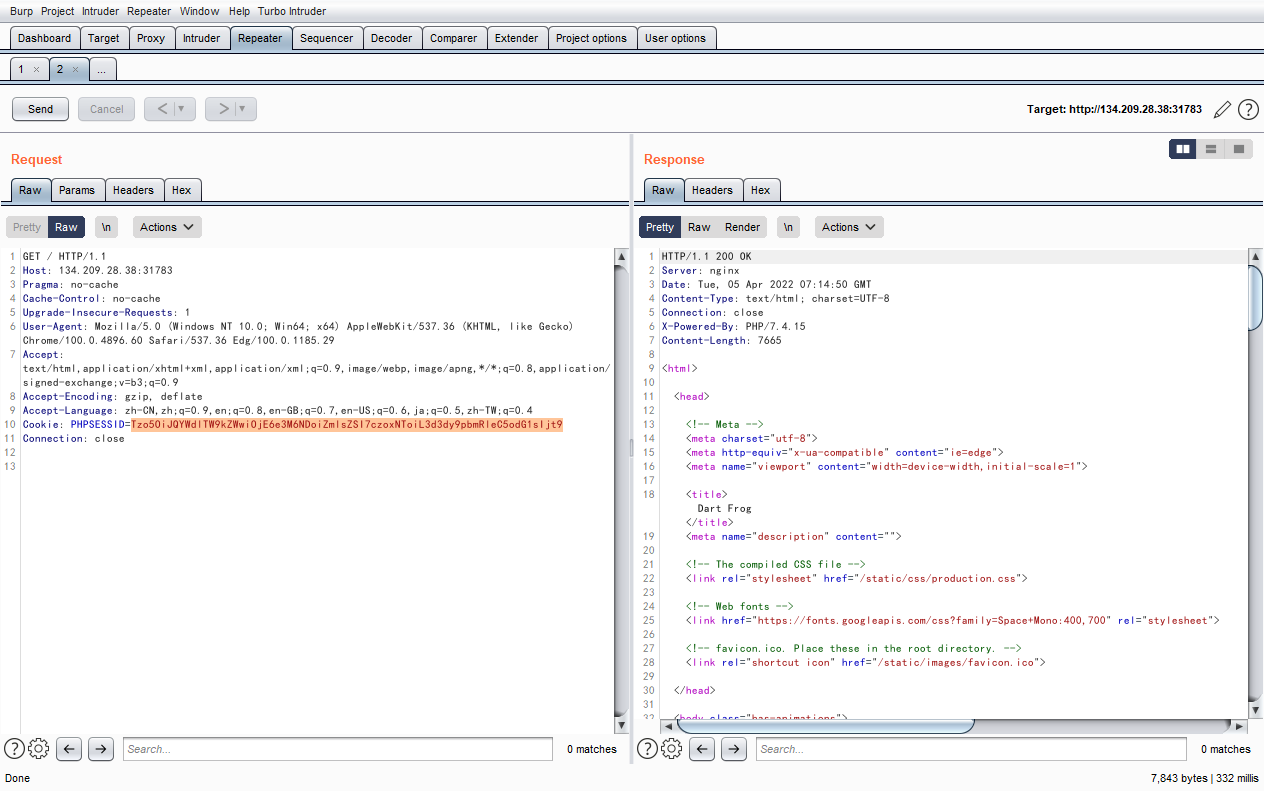 Burp Project Intruder Repeater Window Help Turbo Intruder
Dashboard Target Proxy Intruder Repeater Sequencer Decoder Comparer Extender Project options User options
1 × 2 × ...
Send Cancel < > Target: http://134.209.28.38:31783 ?
Request
Raw Params Headers Hex
Pretty Raw \n Actions
1 GET / HTTP/1.1
2 Host: 134.209.28.38:31783
3 Pragma: no-cache
4 Cache-Control: no-cache
5 Upgrade-Insecure-Requests: 1
6 User-Agent: Mozilla/5.0 (Windows NT 10.0; Win64; x64) AppleWebKit/537.36 (KHTML, like Gecko)
Chrome/100.0.4896.60 Safari/537.36 Edg/100.0.1185.29
7 Accept:
text/html,application/xhtml+xml,application/xml;q=0.9,image/webp,image/apng,*/*;q=0.8,application/
signed-exchange;v=b3;q=0.9
8 Accept-Encoding: gzip, deflate
9 Accept-Language: zh-CN,zh;q=0.9,en;q=0.8,en-GB;q=0.7,en-US;q=0.6,ja;q=0.5,zh-TW;q=0.4
10 Cookie: PHPSESSID=Tzo5OiJQYWdlTW9kZWwiOjE6e3M6NDoiZmlsZSI7czoxNToiL3d3dy9pbmRleC5odG1sIjt9
11 Connection: close
12
13
? Search... 0 matches
Response
Raw Headers Hex
Pretty Raw Render \n Actions
1 HTTP/1.1 200 OK
2 Server: nginx
3 Date: Tue, 05 Apr 2022 07:14:50 GMT
4 Content-Type: text/html; charset=UTF-8
5 Connection: close
6 X-Powered-By: PHP/7.4.15
7 Content-Length: 7665
8
9 <html>
10
11 <head>
12
13 <!-- Meta -->
14 <meta charset="utf-8">
15 <meta http-equiv="x-ua-compatible" content="ie=edge">
16 <meta name="viewport" content="width=device-width,initial-scale=1">
17
18 <title>
Dart Frog
</title>
19 <meta name="description" content="">
20
21 <!-- The compiled CSS file -->
22 <link rel="stylesheet" href="/static/css/production.css">
23
24 <!-- Web fonts -->
25 <link href="https://fonts.googleapis.com/css?family=Space+Mono:400,700" rel="stylesheet">
26
27 <!-- favicon.ico. Place these in the root directory. -->
28 <link rel="shortcut icon" href="/static/images/favicon.ico">
29
30 </head>
31
32 <body class="has-animations">
? Search... 0 matches
Done 7,843 bytes | 332 millis